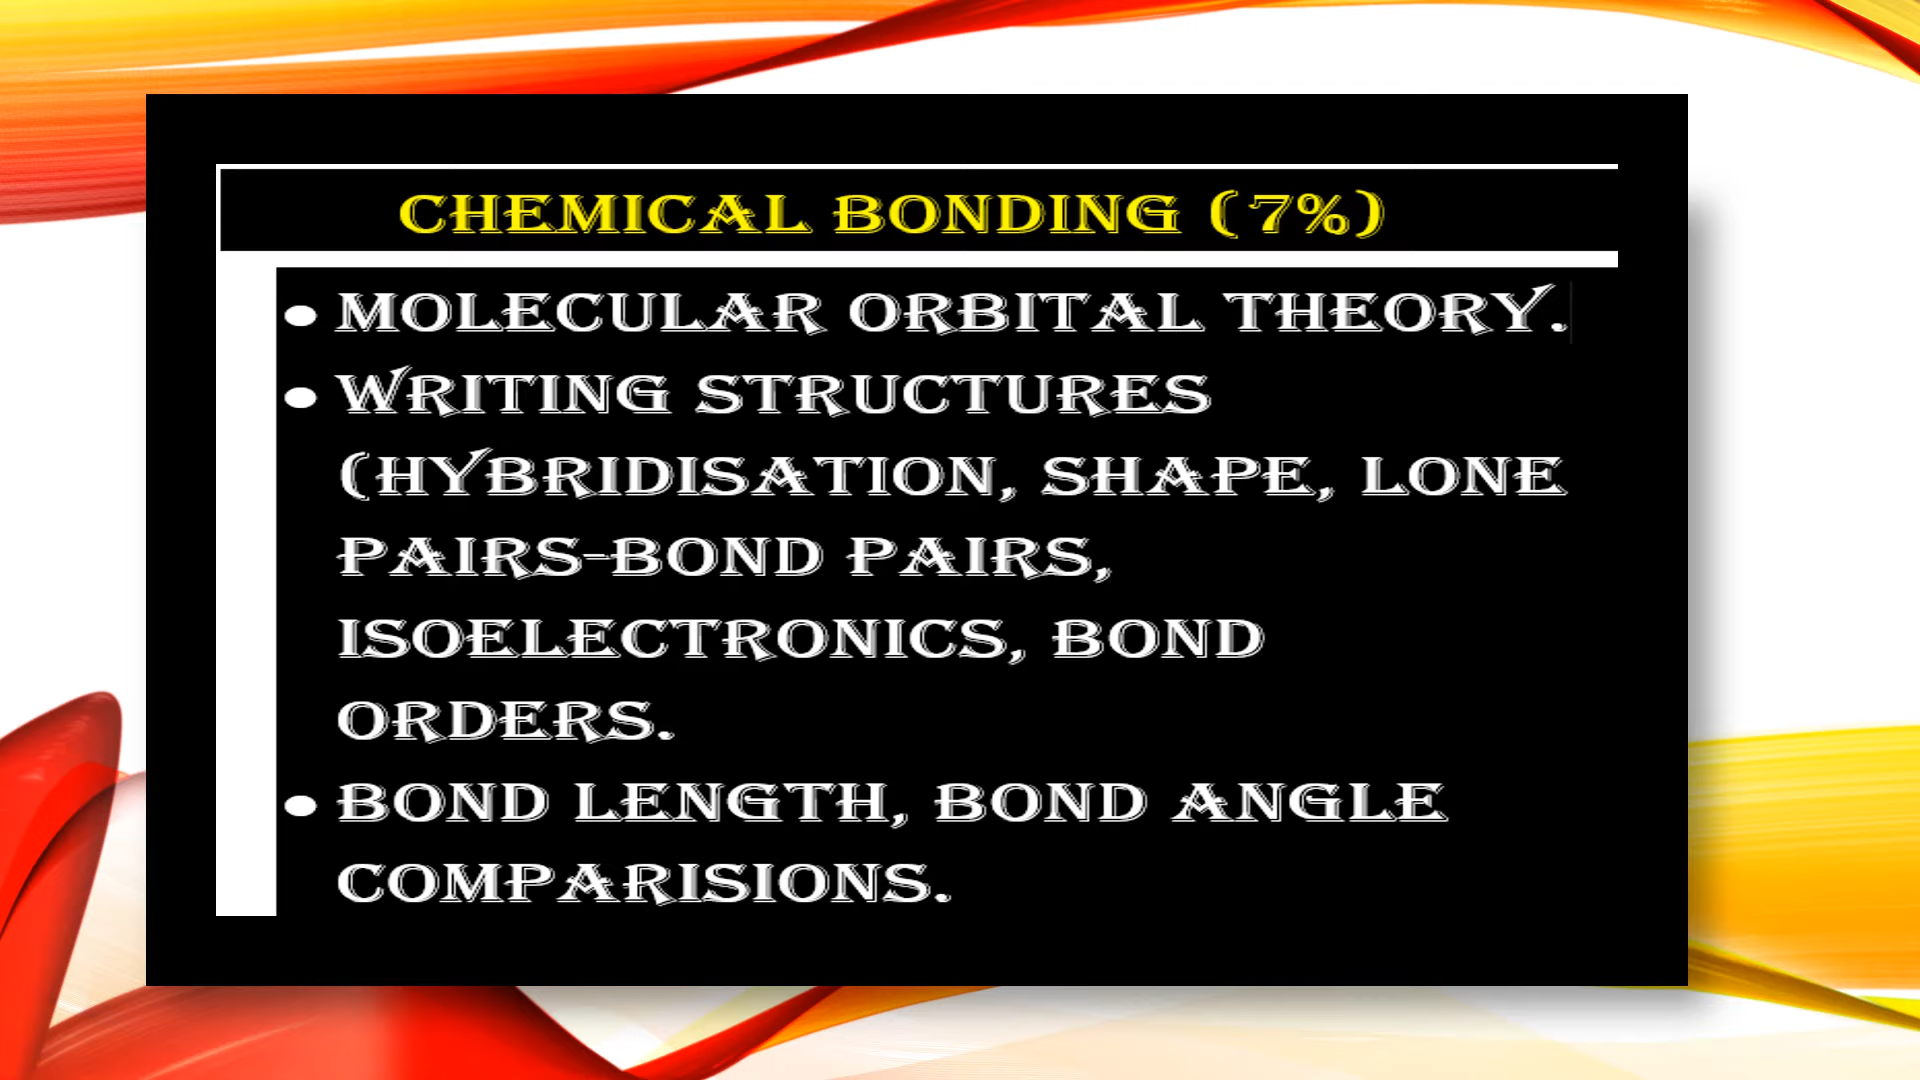 CHEMICAL BONDING (7%)
• MOLECULAR ORBITAL THEORY.
• WRITING STRUCTURES
(HYBRIDISATION, SHAPE, LONE
PAIRS-BOND PAIRS,
ISOELECTRONICS, BOND
ORDERS.
• BOND LENGTH, BOND ANGLE
COMPARISIONS.